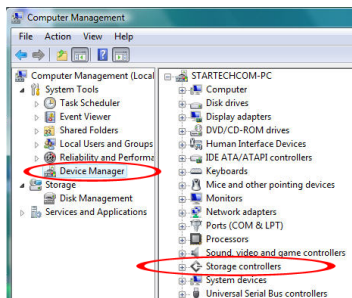 Computer Management
File Action View Help
Computer Management (Local
System Tools
Task Scheduler
Event Viewer
Shared Folders
Local Users and Groups
Reliability and Performa
Device Manager
Storage
Disk Management
Services and Applications
STARTECHCOM-PC
Computer
Disk drives
Display adapters
DVD/CD-ROM drives
Human Interface Devices
IDE ATA/ATAPI controllers
Keyboards
Mice and other pointing devices
Monitors
Network adapters
Ports (COM & LPT)
Processors
Sound, video and game controllers
Storage controllers
System devices
Universal Serial Bus controllers